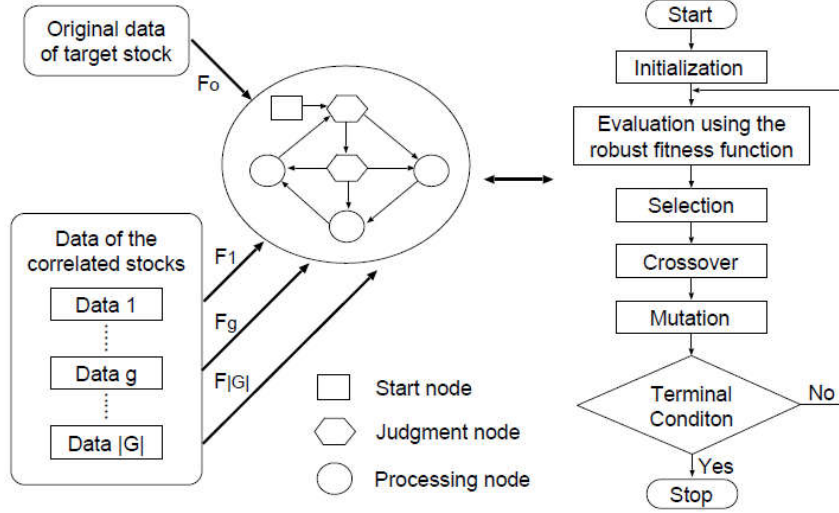 Original data
of target stock
Fo
Data of the
correlated stocks
Data 1
Data g
Data |G|
F1
Fg
F|G|
Start node
Judgment node
Processing node
Start
Initialization
Evaluation using the
robust fitness function
Selection
Crossover
Mutation
Terminal
Conditon
No
Yes
Stop